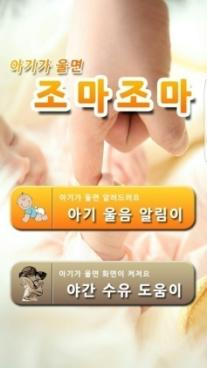 아기가 울면
조마조마
아기가 울면 알려드려요
아기 울음 알림이
아기가 울면 화면이 켜져요
야간 수유 도움이